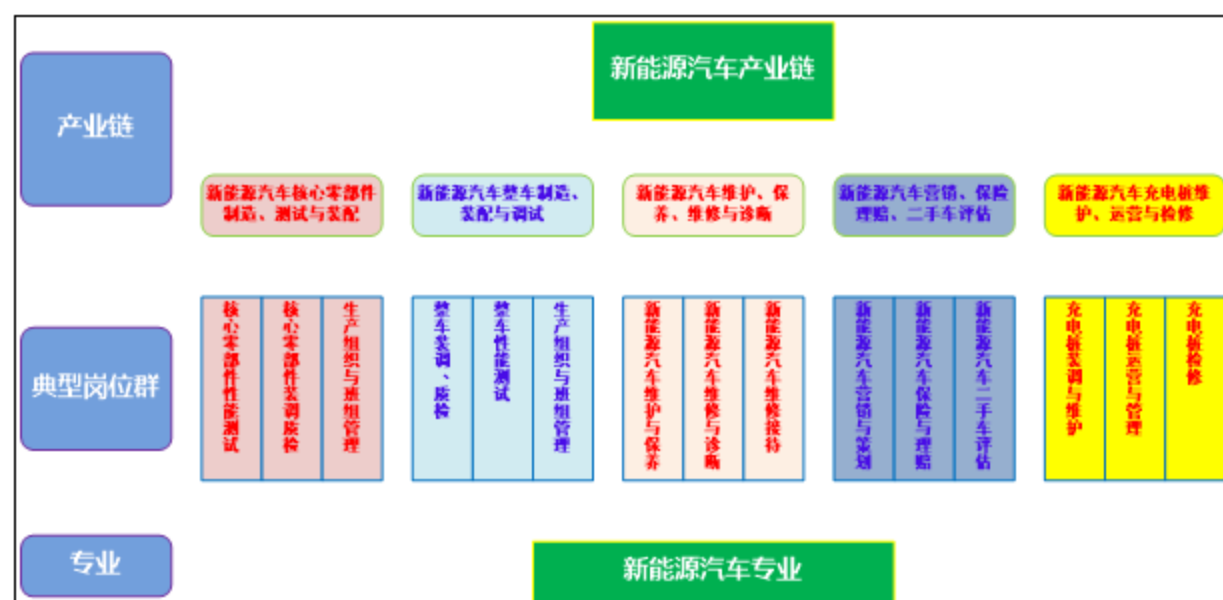 新能源汽车产业链
产业链
新能源汽车核心零部件
制造、测试与装配
新能源汽车整车制造、
装配与调试
新能源汽车维护、保
养、维修与诊断
新能源汽车营销、保险
理赔、二手车评估
新能源汽车充电桩维
护、运营与检修
典型岗位群
核心零部件性能测试
核心零部件装调质检
生产组织与班组管理
整车装调、质检
整车性能测试
生产组织与班组管理
新能源汽车维护与保养
新能源汽车维修与诊断
新能源汽车维修接待
新能源汽车营销与策划
新能源汽车保险与理赔
新能源汽车二手车评估
充电桩装调与维护
充电桩运营与管理
充电桩检修
专业
新能源汽车专业